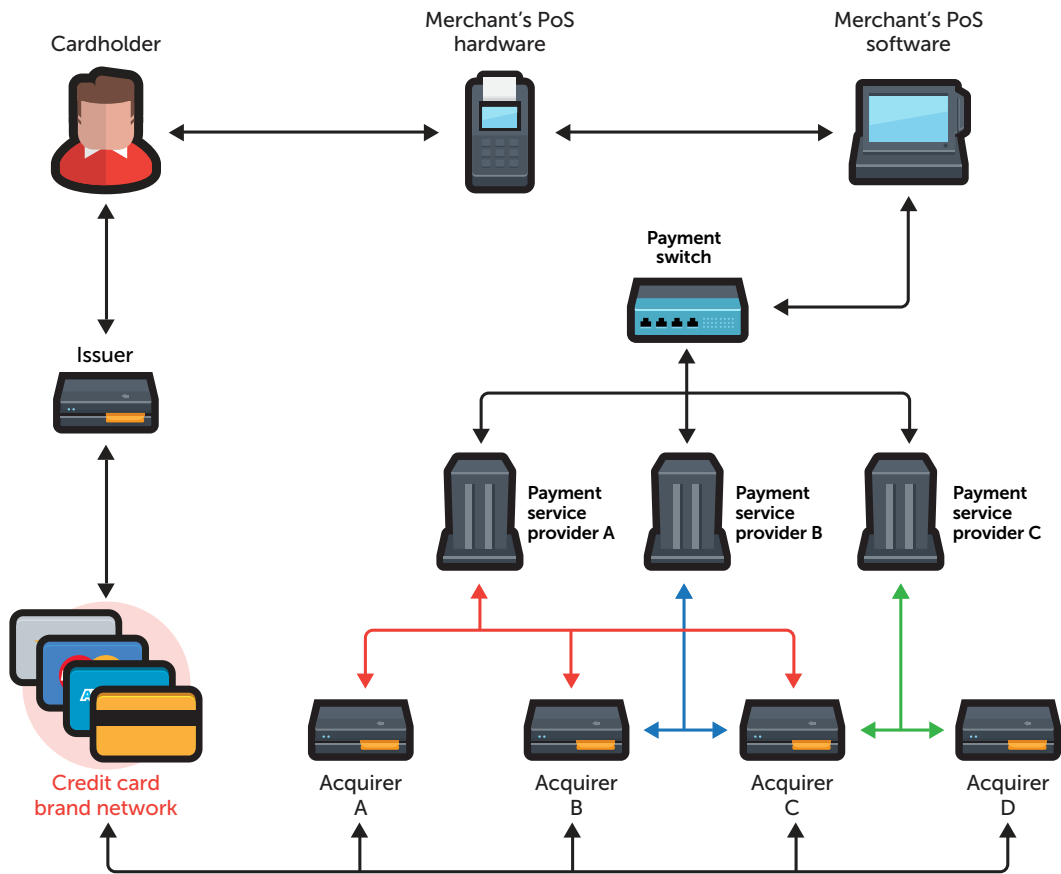 Cardholder
Merchant's PoS
hardware
Merchant's PoS
software
Payment
switch
Issuer
Payment
service
provider A
Payment
service
provider B
Payment
service
provider C
Credit card
brand network
Acquirer
A
Acquirer
B
Acquirer
C
Acquirer
D